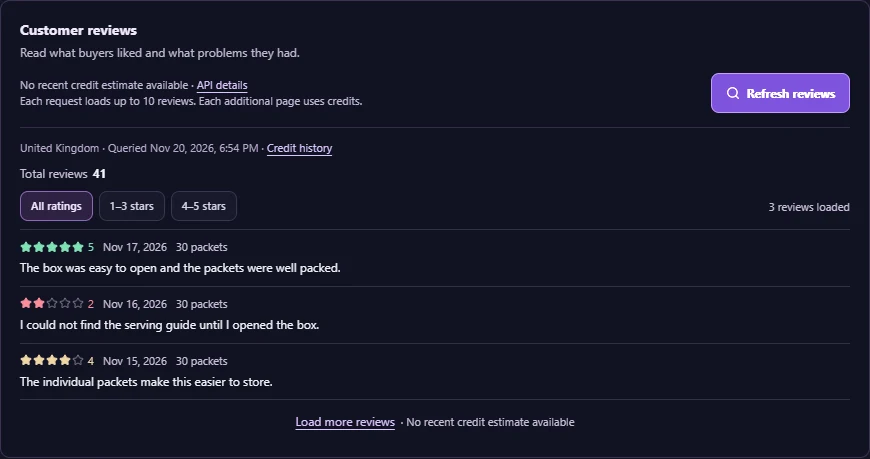 Customer reviews
Read what buyers liked and what problems they had.
No recent credit estimate available · API details
Each request loads up to 10 reviews. Each additional page uses credits.
Refresh reviews
United Kingdom · Queried Nov 20, 2026, 6:54 PM · Credit history
Total reviews 41
All ratings 1–3 stars 4–5 stars
3 reviews loaded
5 Nov 17, 2026 30 packets
The box was easy to open and the packets were well packed.
2 Nov 16, 2026 30 packets
I could not find the serving guide until I opened the box.
4 Nov 15, 2026 30 packets
The individual packets make this easier to store.
Load more reviews · No recent credit estimate available